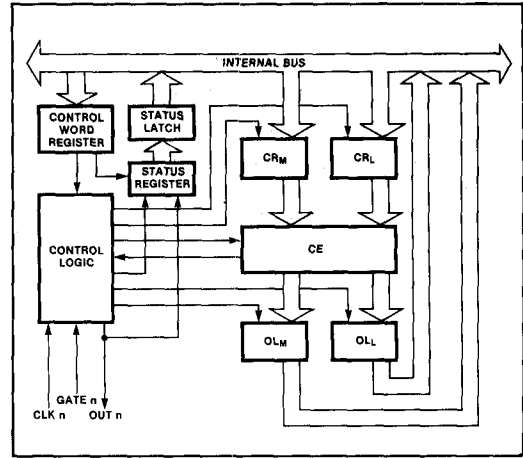 INTERNAL BUS
CONTROL
WORD
REGISTER
STATUS
LATCH
STATUS
REGISTER
CRM
CRL
CONTROL
LOGIC
CE
OLM
OLL
GATE n
CLK n
OUT n